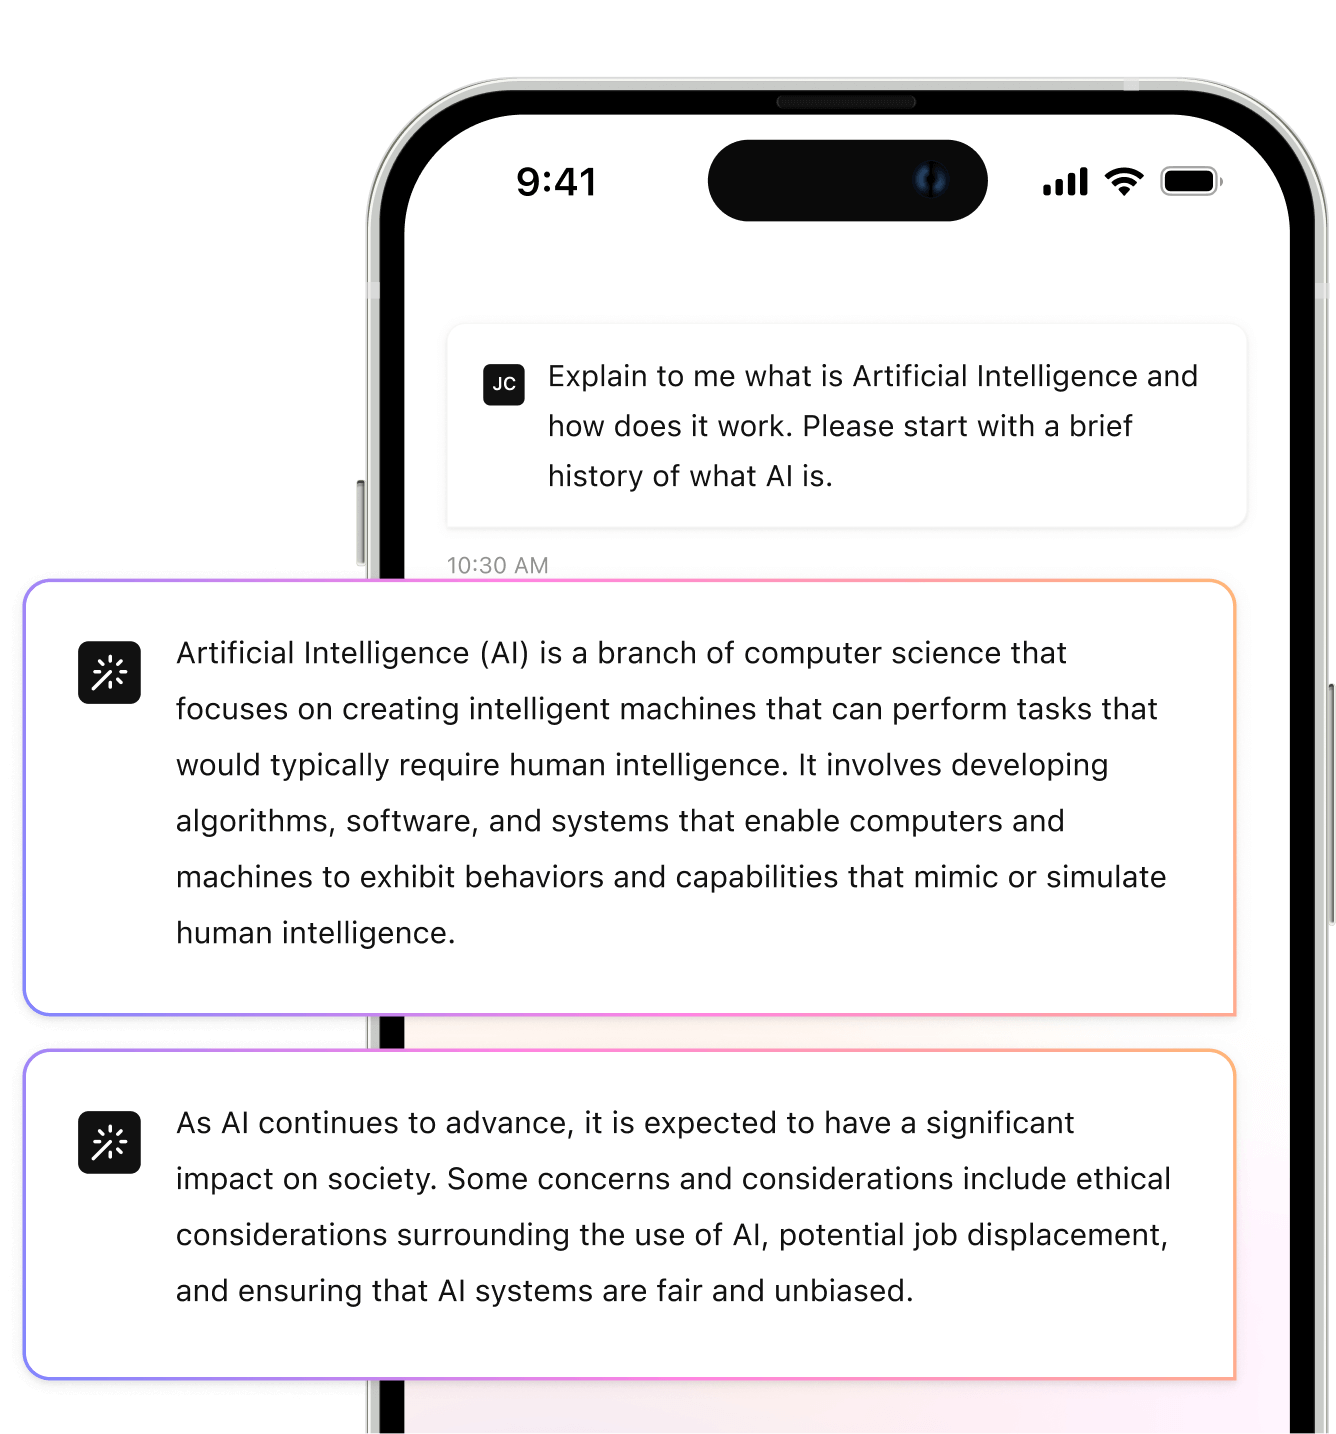 9:41
JC
Explain to me what is Artificial Intelligence and
how does it work. Please start with a brief
history of what AI is.
10:30 AM
Artificial Intelligence (AI) is a branch of computer science that
focuses on creating intelligent machines that can perform tasks that
would typically require human intelligence. It involves developing
algorithms, software, and systems that enable computers and
machines to exhibit behaviors and capabilities that mimic or simulate
human intelligence.
As AI continues to advance, it is expected to have a significant
impact on society. Some concerns and considerations include ethical
considerations surrounding the use of AI, potential job displacement,
and ensuring that AI systems are fair and unbiased.